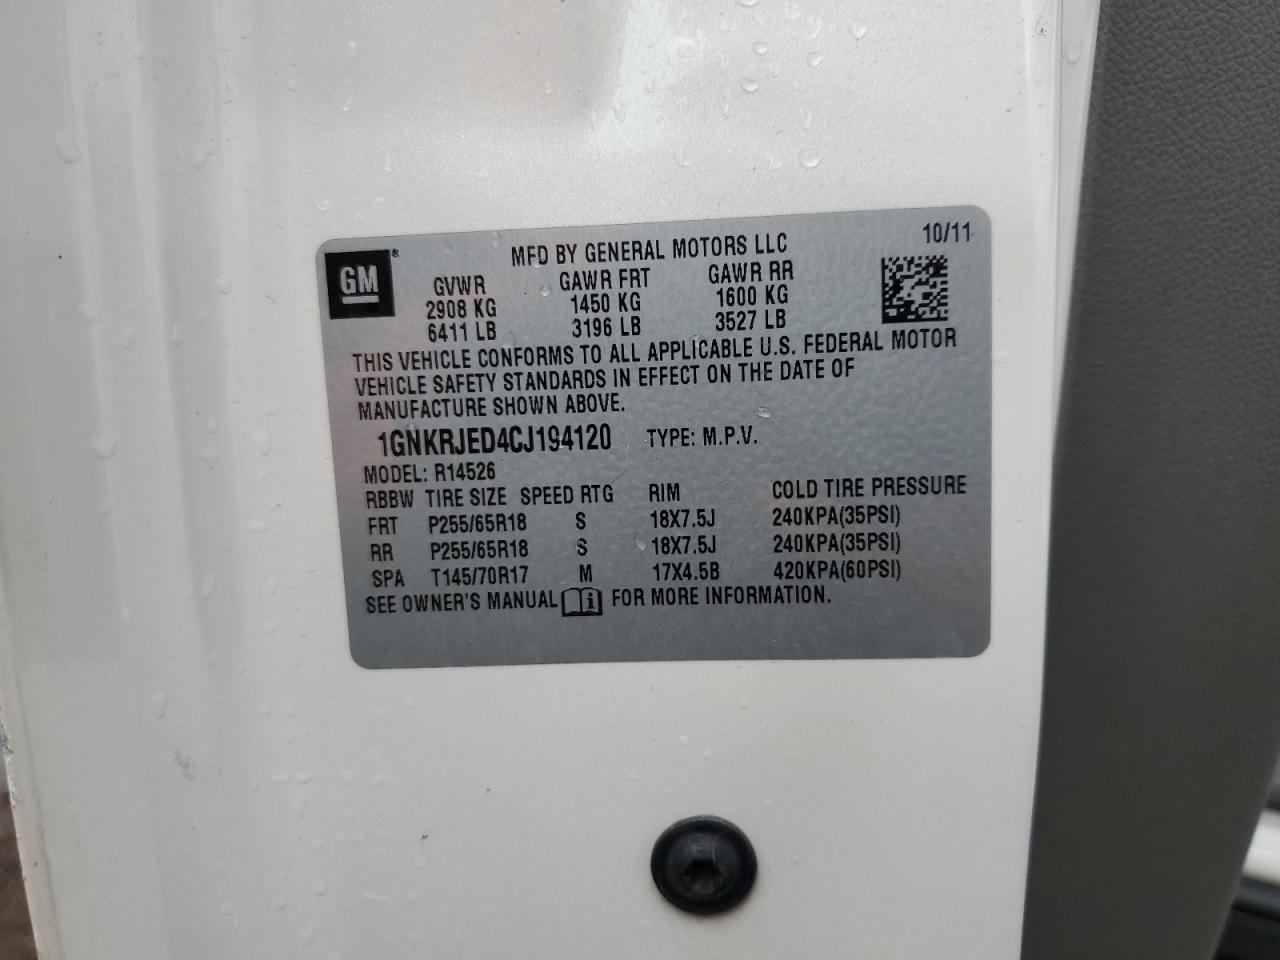 GM ®
MFD BY GENERAL MOTORS LLC 10/11
GVWR GAWR FRT GAWR RR
2908 KG 1450 KG 1600 KG
6411 LB 3196 LB 3527 LB
THIS VEHICLE CONFORMS TO ALL APPLICABLE U.S. FEDERAL MOTOR
VEHICLE SAFETY STANDARDS IN EFFECT ON THE DATE OF
MANUFACTURE SHOWN ABOVE.
1GNKRJED4CJ194120 TYPE: M.P.V.
MODEL: R14526
RBBW TIRE SIZE SPEED RTG RIM COLD TIRE PRESSURE
FRT P255/65R18 S 18X7.5J 240KPA(35PSI)
RR P255/65R18 S 18X7.5J 240KPA(35PSI)
SPA T145/70R17 M 17X4.5B 420KPA(60PSI)
SEE OWNER'S MANUAL i FOR MORE INFORMATION.